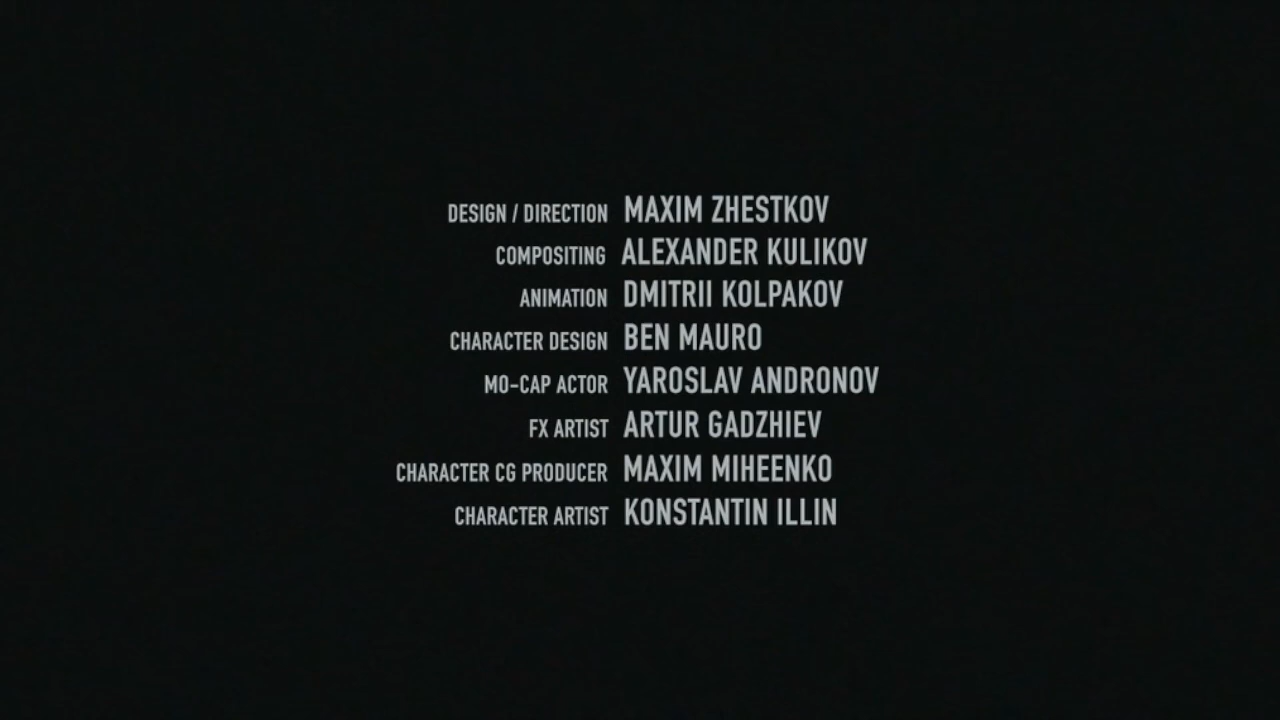 DESIGN / DIRECTION MAXIM ZHESTKOV
COMPOSITING ALEXANDER KULIKOV
ANIMATION DMITRII KOLPAKOV
CHARACTER DESIGN BEN MAURO
MO-CAP ACTOR YAROSLAV ANDRONOV
FX ARTIST ARTUR GADZHIEV
CHARACTER CG PRODUCER MAXIM MIHEENKO
CHARACTER ARTIST KONSTANTIN ILLIN